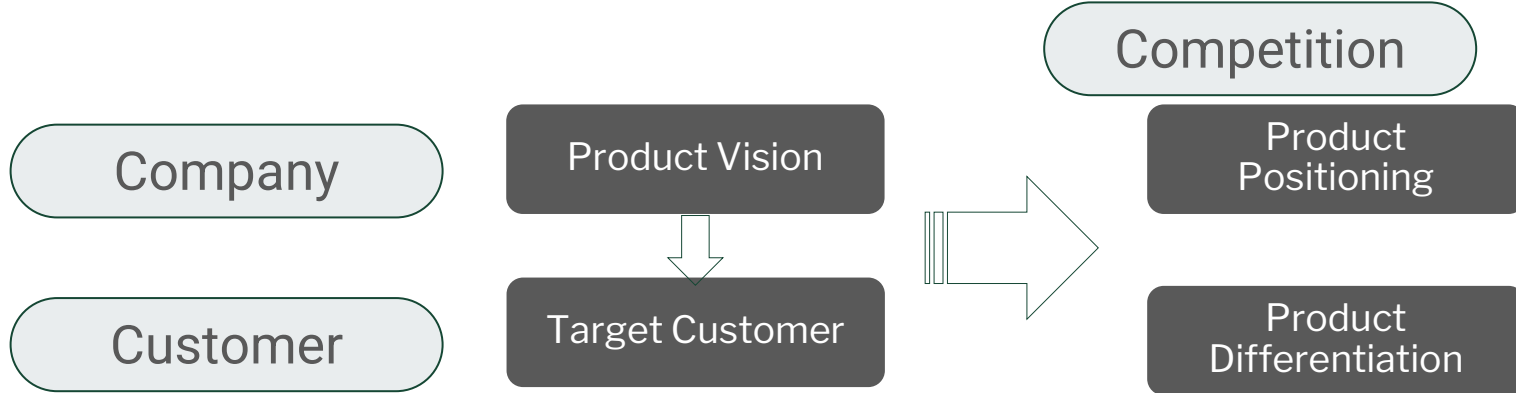 Competition
Company
Product Vision
Product
Positioning
Customer
Target Customer
Product
Differentiation